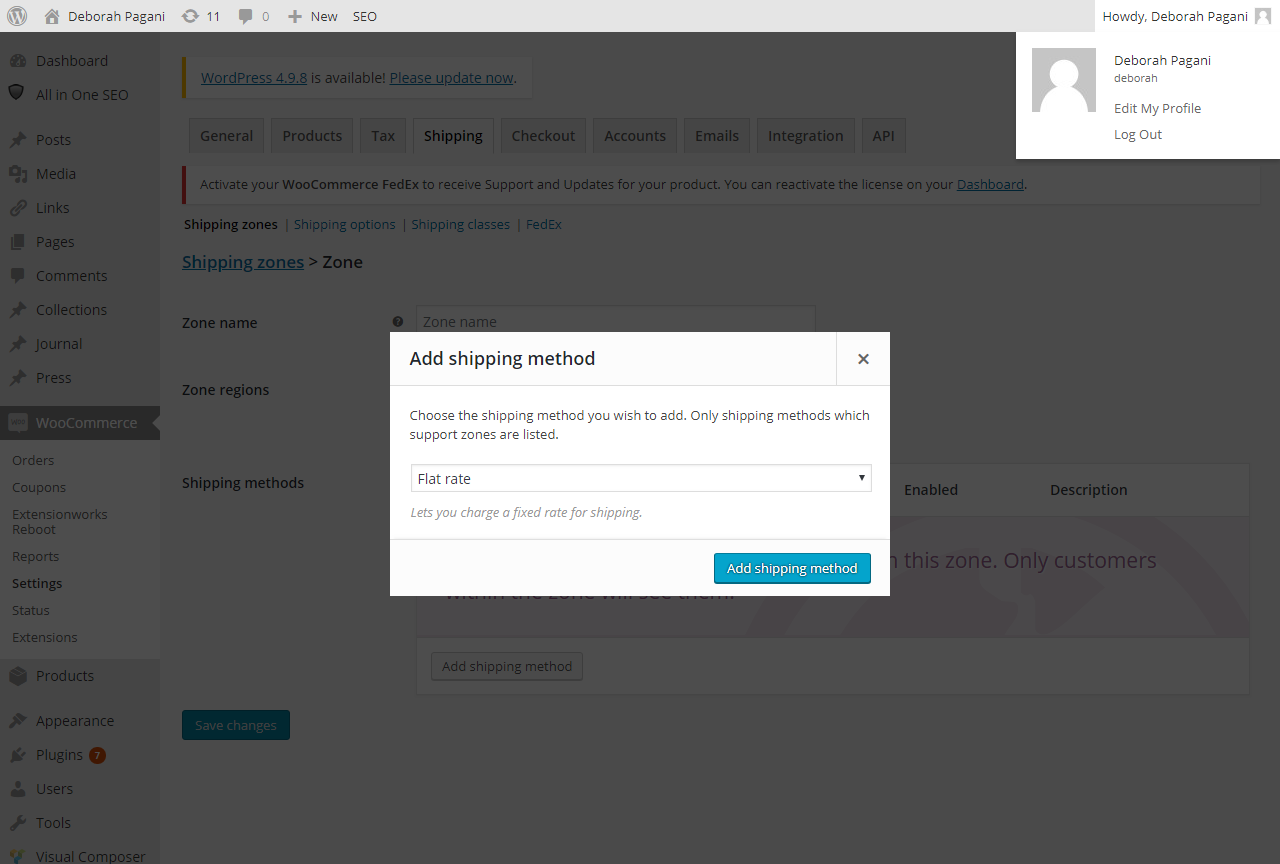 Deborah Pagani 11 0 New SEO Howdy, Deborah Pagani
Deborah Pagani
deborah
Edit My Profile
Log Out
Dashboard
All in One SEO
Posts
Media
Links
Pages
Comments
Collections
Journal
Press
WooCommerce
Orders
Coupons
Extensionworks
Reboot
Reports
Settings
Status
Extensions
Products
Appearance
Plugins 7
Users
Tools
Visual Composer
WordPress 4.9.8 is available! Please update now.
General Products Tax Shipping Checkout Accounts Emails Integration API
Activate your WooCommerce FedEx to receive Support and Updates for your product. You can reactivate the license on your Dashboard.
Shipping zones | Shipping options | Shipping classes | FedEx
Shipping zones > Zone
Zone name ? Zone name
Zone regions
Shipping methods
Enabled Description
this zone. Only customers
within the zone will see them.
Add shipping method
Save changes
Add shipping method ×
Choose the shipping method you wish to add. Only shipping methods which
support zones are listed.
Flat rate
Lets you charge a fixed rate for shipping.
Add shipping method